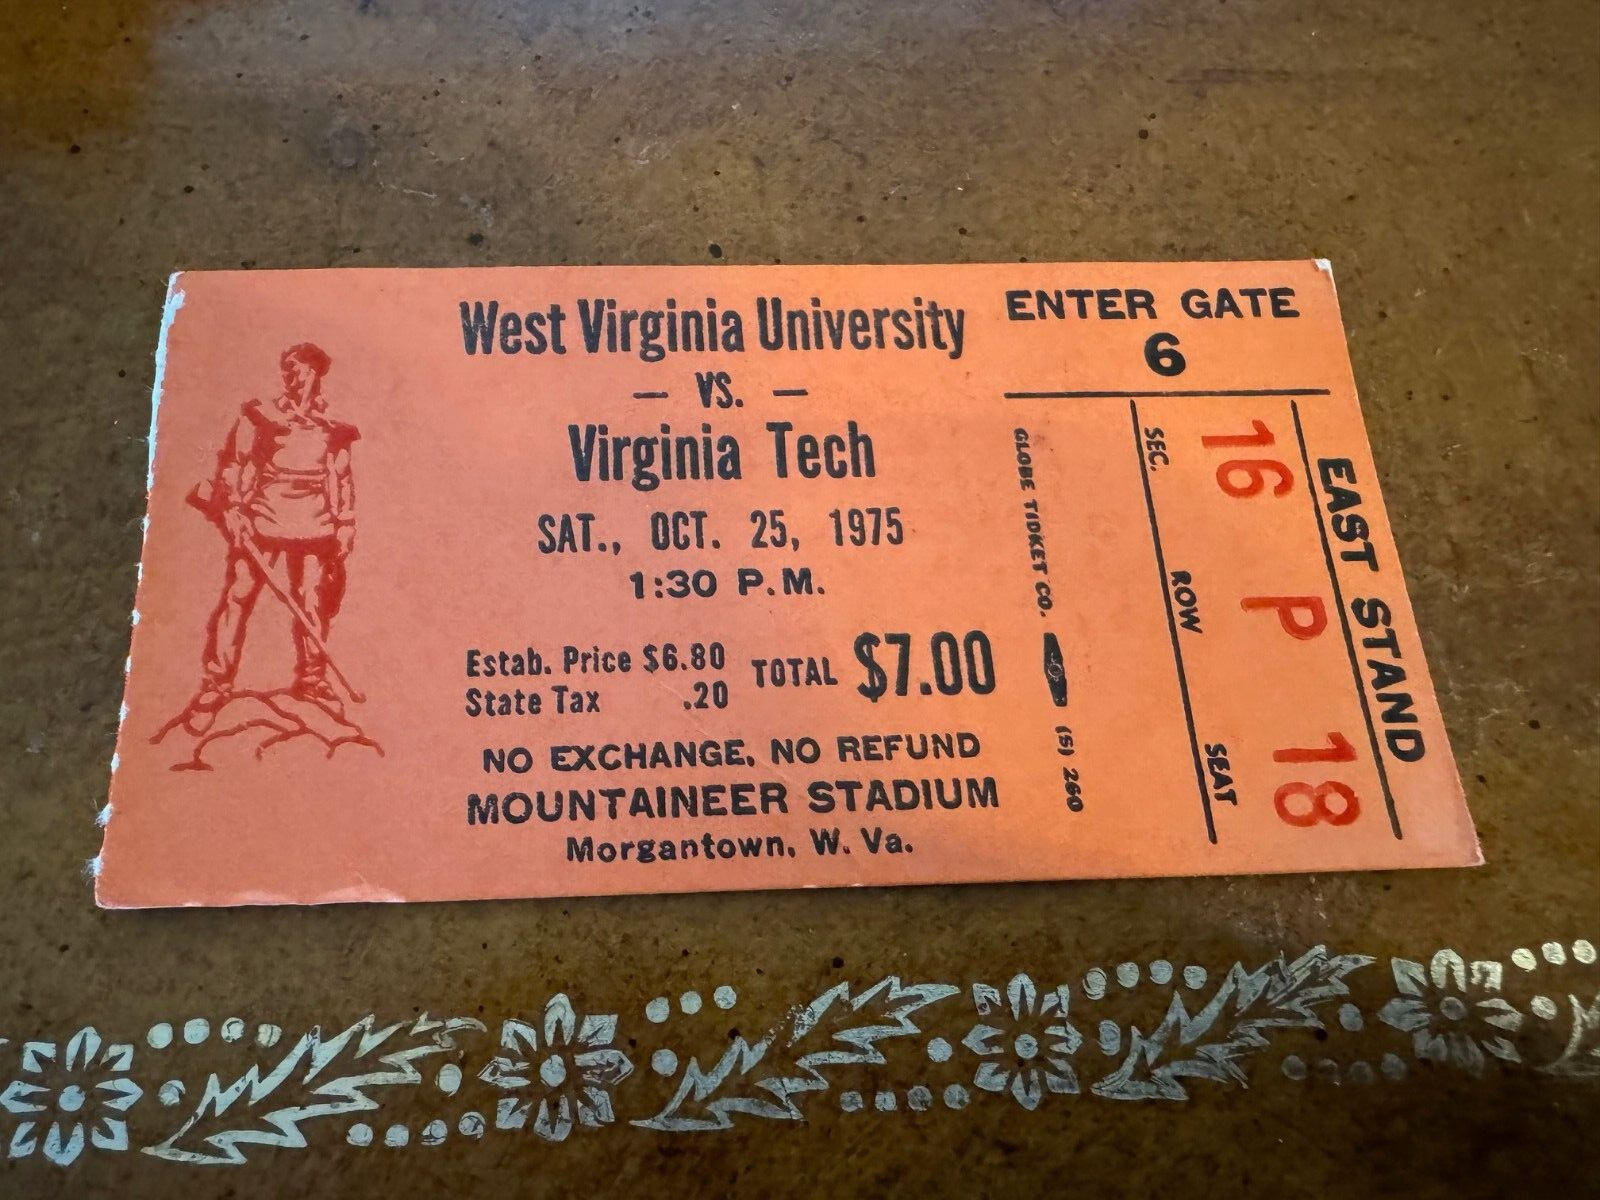 West Virginia University
— VS. —
Virginia Tech
SAT., OCT. 25, 1975
1:30 P.M.
Estab. Price $6.80
State Tax .20
TOTAL $7.00
NO EXCHANGE, NO REFUND
MOUNTAINEER STADIUM
Morgantown, W. Va.
ENTER GATE
6
GLOBE TICKET CO. (S) 260
SEC. ROW SEAT
16 P 18
EAST STAND